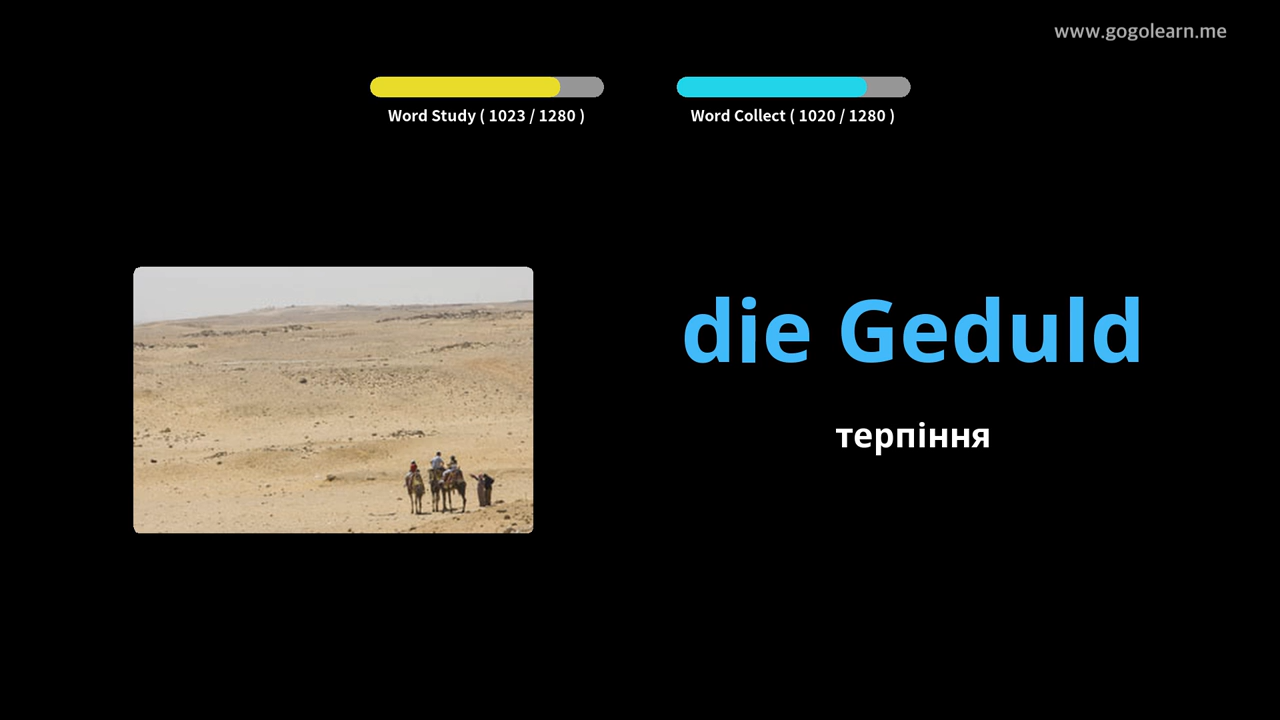 www.gogolearn.me
Word Study ( 1023 / 1280 )
Word Collect ( 1020 / 1280 )
die Geduld
терпіння